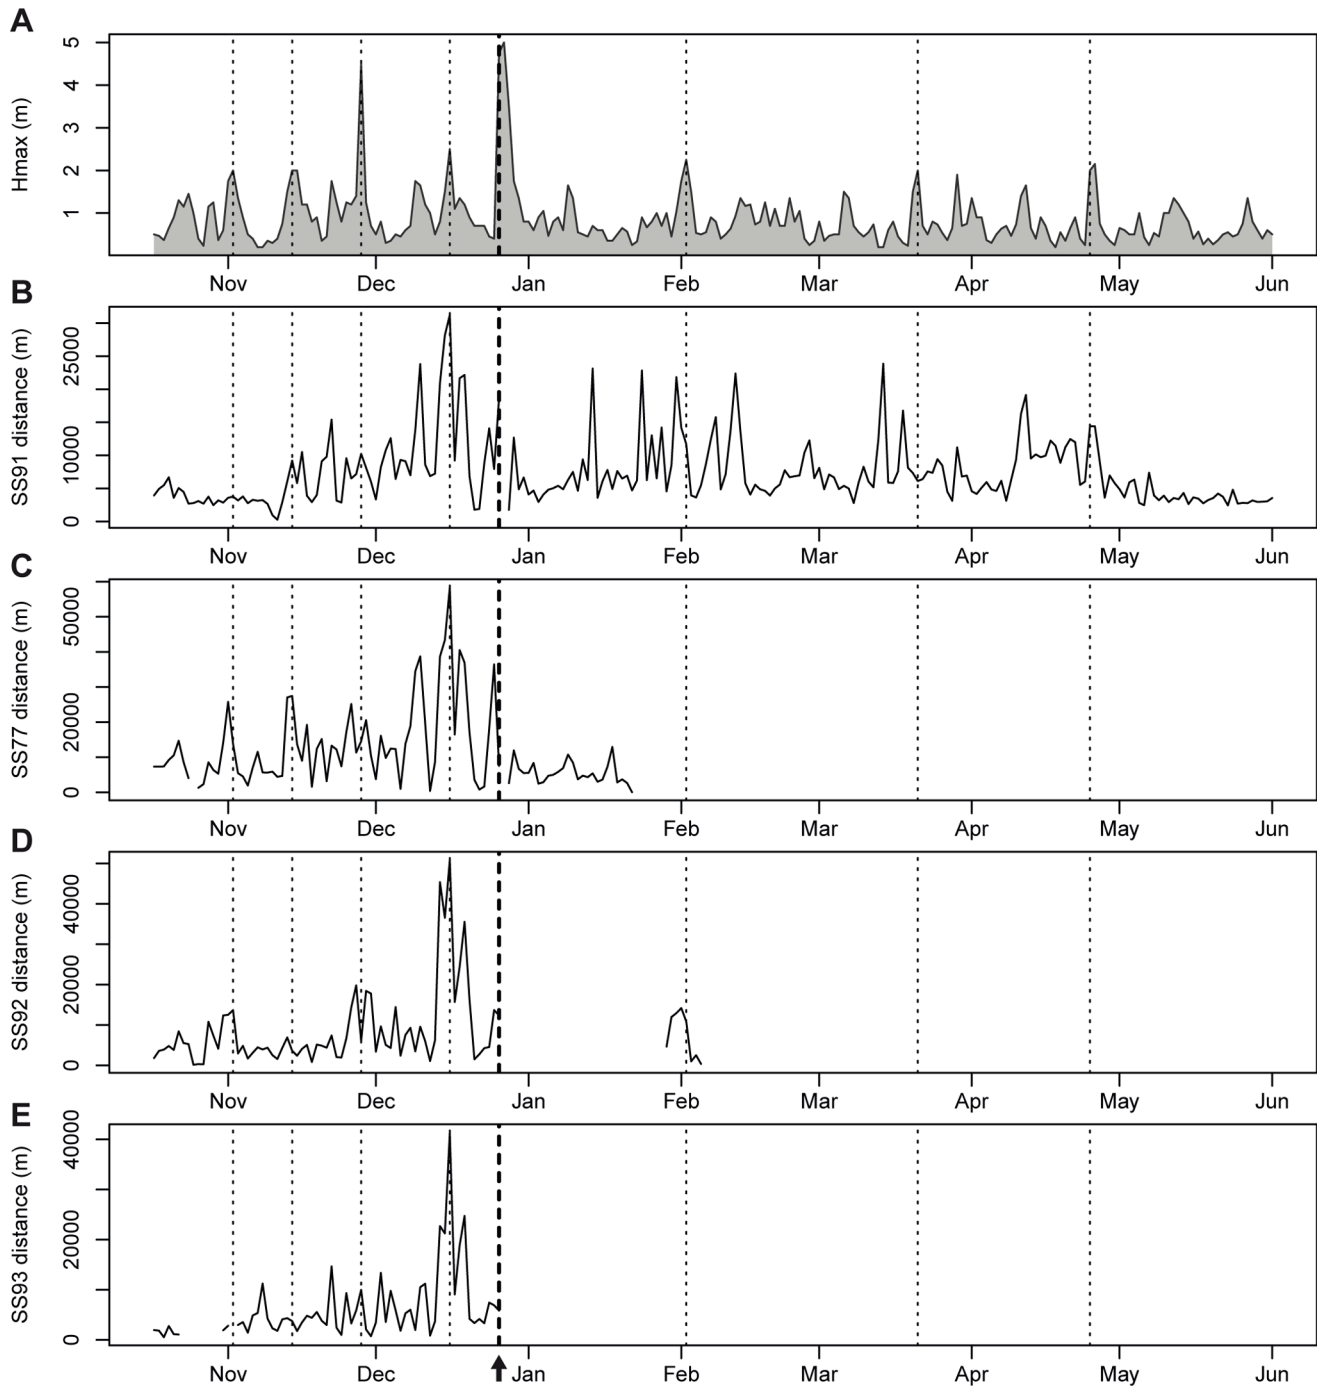 A
Hmax (m)
5
4
3
2
1
Nov Dec Jan Feb Mar Apr May Jun
B
SS91 distance (m)
25000
10000
0
Nov Dec Jan Feb Mar Apr May Jun
C
SS77 distance (m)
50000
20000
0
Nov Dec Jan Feb Mar Apr May Jun
D
SS92 distance (m)
40000
20000
0
Nov Dec Jan Feb Mar Apr May Jun
E
SS93 distance (m)
40000
20000
0
Nov Dec Jan Feb Mar Apr May Jun